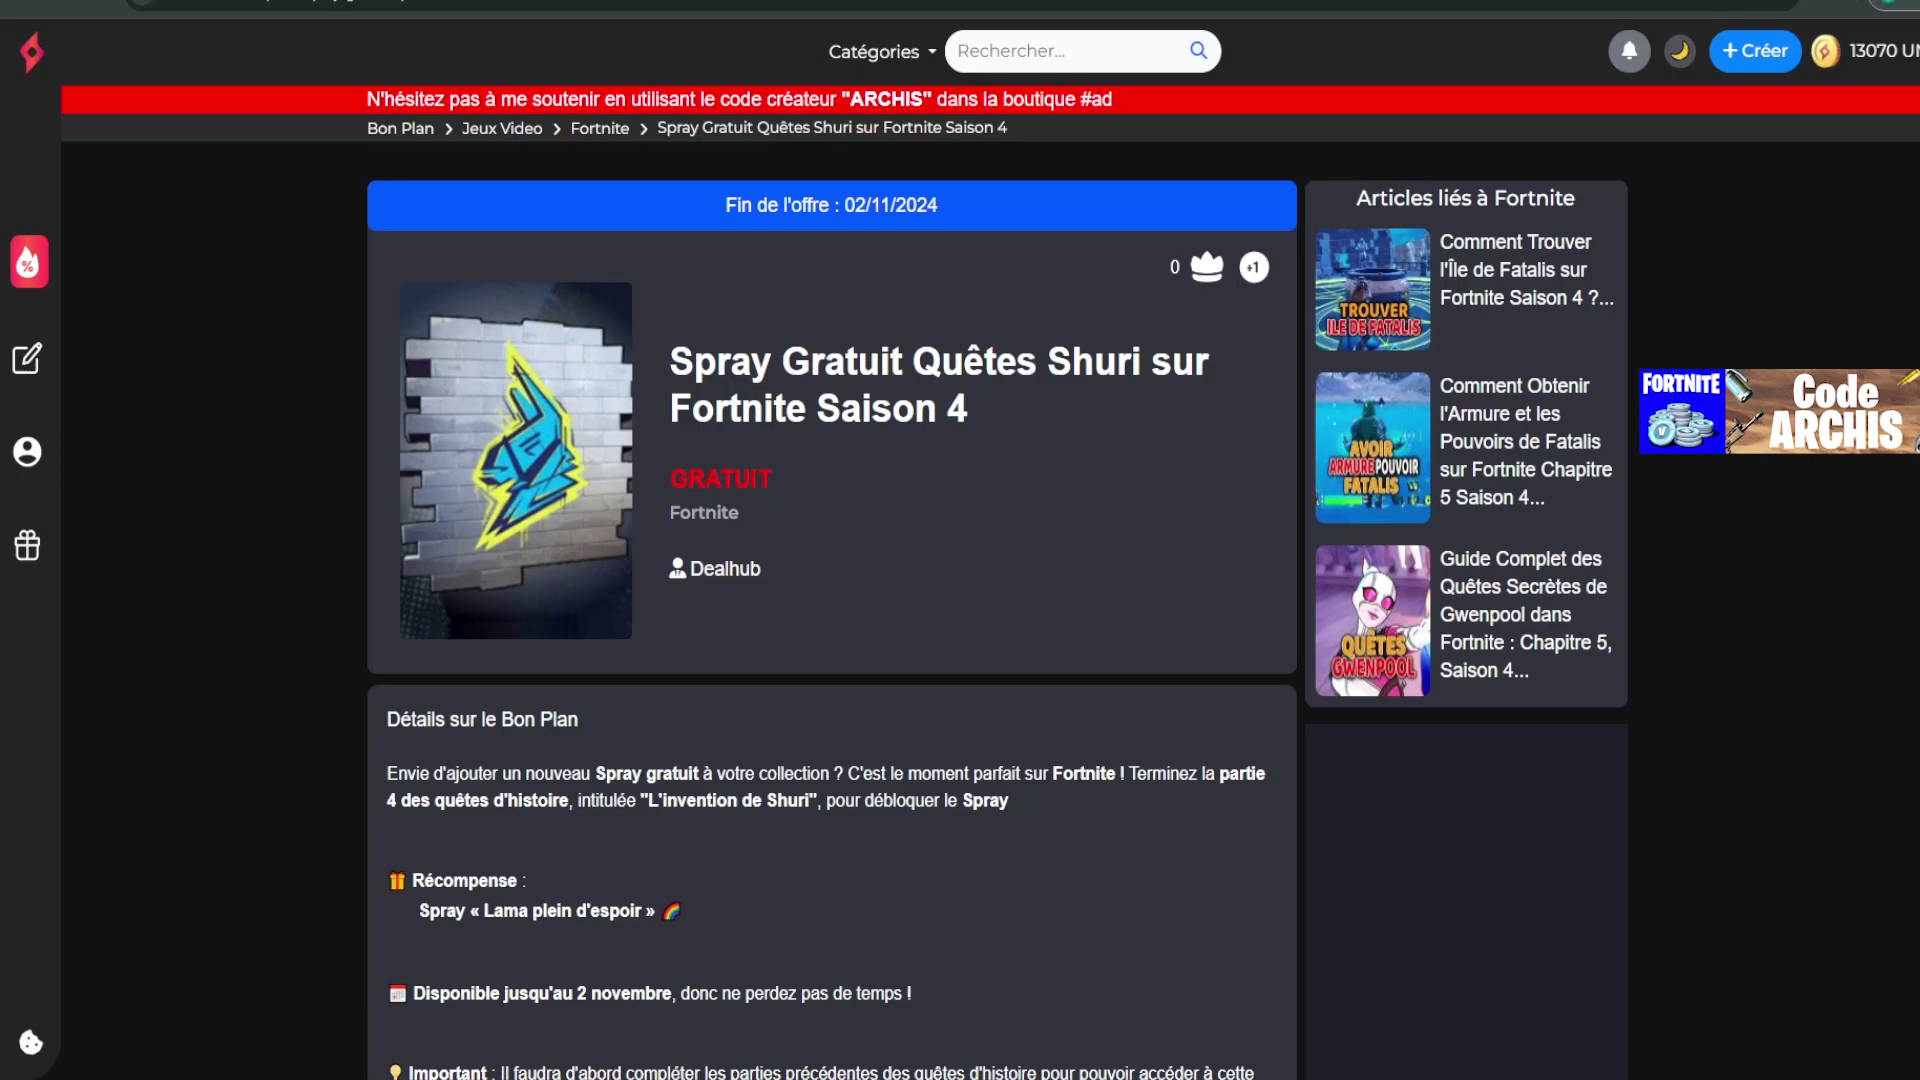 Catégories
Rechercher...
+ Créer
13070
N'hésitez pas à me soutenir en utilisant le code créateur "ARCHIS" dans la boutique #ad
Bon Plan > Jeux Video > Fortnite > Spray Gratuit Quêtes Shuri sur Fortnite Saison 4
Fin de l'offre : 02/11/2024
0
+1
Spray Gratuit Quêtes Shuri sur
Fortnite Saison 4
GRATUIT
Fortnite
Dealhub
Détails sur le Bon Plan
Envie d'ajouter un nouveau Spray gratuit à votre collection ? C'est le moment parfait sur Fortnite ! Terminez la partie
4 des quêtes d'histoire, intitulée "L'invention de Shuri", pour débloquer le Spray
Récompense :
Spray « Lama plein d'espoir »
Disponible jusqu'au 2 novembre, donc ne perdez pas de temps !
Important : Il faudra d'abord compléter les parties précédentes des quêtes d'histoire pour pouvoir accéder à cette
Articles liés à Fortnite
TROUVER
ILE DE FATALIS
Comment Trouver
l'Île de Fatalis sur
Fortnite Saison 4 ?...
AVOIR
ARMURE POUVOIR
FATALIS
Comment Obtenir
l'Armure et les
Pouvoirs de Fatalis
sur Fortnite Chapitre
5 Saison 4...
QUÊTES
GWENPOOL
Guide Complet des
Quêtes Secrètes de
Gwenpool dans
Fortnite : Chapitre 5,
Saison 4...
FORTNITE
Code
ARCHIS